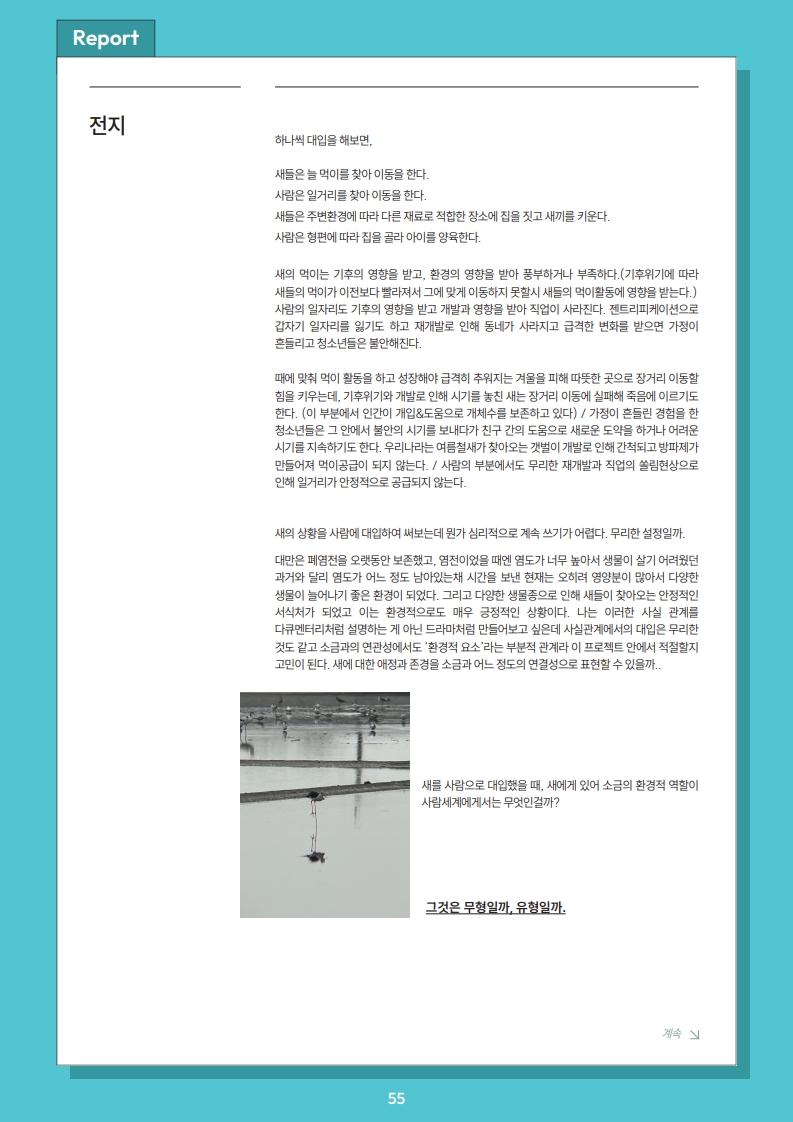 Report
전지
하나씩 대입을 해보면,
새들은 늘 먹이를 찾아 이동을 한다.
사람은 일거리를 찾아 이동을 한다.
새들은 주변환경에 따라 다른 재료로 적합한 장소에 집을 짓고 새끼를 키운다.
사람은 형편에 따라 집을 골라 아이를 양육한다.
새의 먹이는 기후의 영향을 받고, 환경의 영향을 받아 풍부하거나 부족하다.(기후위기에 따라
새들의 먹이가 이전보다 빨라져서 그에 맞게 이동하지 못할시 새들의 먹이활동에 영향을 받는다.)
사람의 일자리도 기후의 영향을 받고 개발과 영향을 받아 직업이 사라진다. 젠트리피케이션으로
갑자기 일자리를 잃기도 하고 재개발로 인해 동네가 사라지고 급격한 변화를 받으면 가정이
흔들리고 청소년들은 불안해진다.
때에 맞춰 먹이 활동을 하고 성장해야 급격히 추워지는 겨울을 피해 따뜻한 곳으로 장거리 이동할
힘을 키우는데, 기후위기와 개발로 인해 시기를 놓친 새는 장거리 이동에 실패해 죽음에 이르기도
한다. (이 부분에서 인간이 개입&도움으로 개체수를 보존하고 있다) / 가정이 흔들린 경험을 한
청소년들은 그 안에서 불안의 시기를 보내다가 친구 간의 도움으로 새로운 도약을 하거나 어려운
시기를 지속하기도 한다. 우리나라는 여름철새가 찾아오는 갯벌이 개발로 인해 간척되고 방파제가
만들어져 먹이공급이 되지 않는다. / 사람의 부분에서도 무리한 재개발과 직업의 쏠림현상으로
인해 일거리가 안정적으로 공급되지 않는다.
새의 상황을 사람에 대입하여 써보는데 뭔가 심리적으로 계속 쓰기가 어렵다. 무리한 설정일까.
대만은 폐염전을 오랫동안 보존했고, 염전이었을 때엔 염도가 너무 높아서 생물이 살기 어려웠던
과거와 달리 염도가 어느 정도 남아있는채 시간을 보낸 현재는 오히려 영양분이 많아서 다양한
생물이 늘어나기 좋은 환경이 되었다. 그리고 다양한 생물종으로 인해 새들이 찾아오는 안정적인
서식처가 되었고 이는 환경적으로도 매우 긍정적인 상황이다. 나는 이러한 사실 관계를
다큐멘터리처럼 설명하는 게 아닌 드라마처럼 만들어보고 싶은데 사실관계에서의 대입은 무리한
것도 같고 소금과의 연관성에서도 '환경적 요소'라는 부분적 관계라 이 프로젝트 안에서 적절할지
고민이 된다. 새에 대한 애정과 존경을 소금과 어느 정도의 연결성으로 표현할 수 있을까..
새를 사람으로 대입했을 때, 새에게 있어 소금의 환경적 역할이
사람세계에게서는 무엇인걸까?
그것은 무형일까, 유형일까.
계속
55